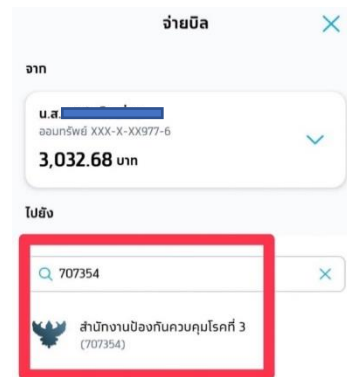 จ่ายบิล
จาก
น.ส.
ออมทรัพย์ XXX-X-XX977-6
3,032.68 บาท
ไปยัง
707354
สำนักงานป้องกันควบคุมโรคที่ 3
(707354)